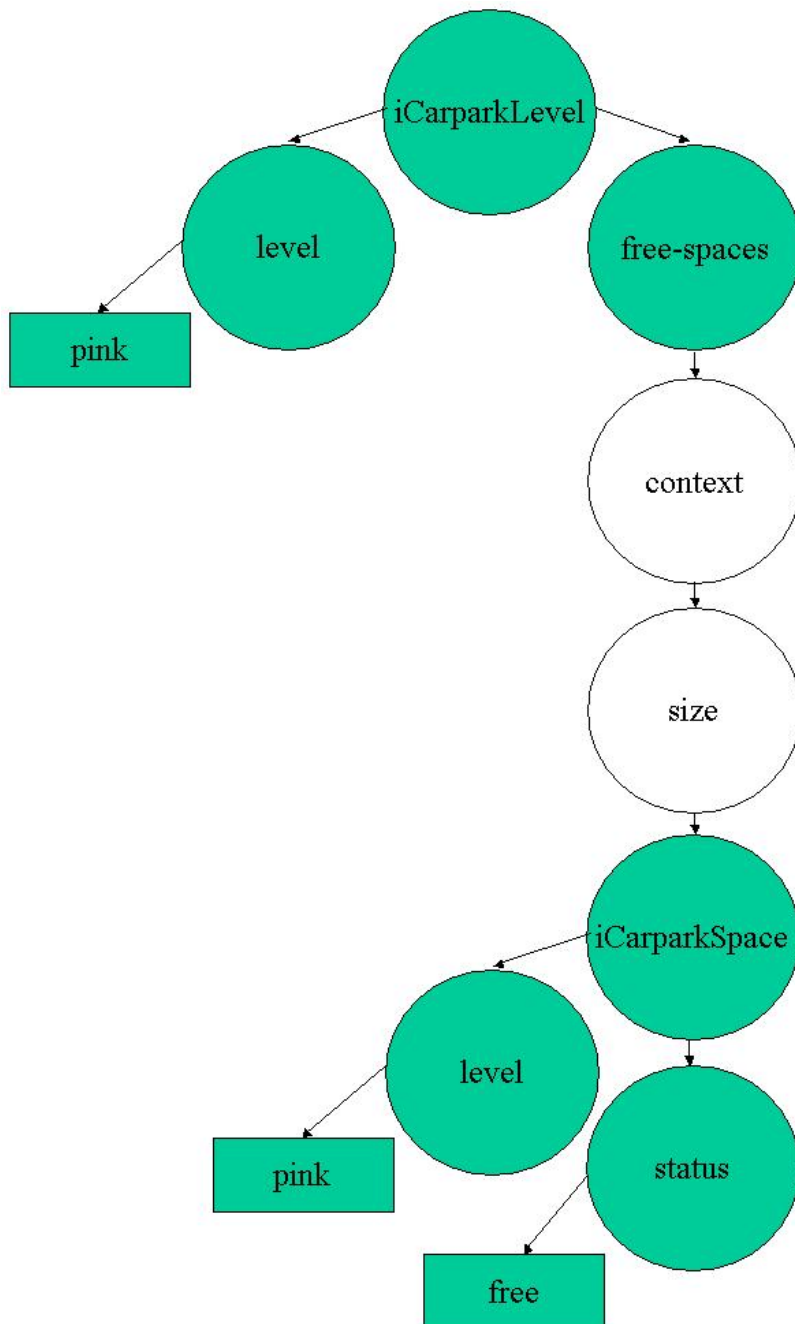 iCarparkLevel
level
free-spaces
pink
context
size
iCarparkSpace
level
status
pink
free